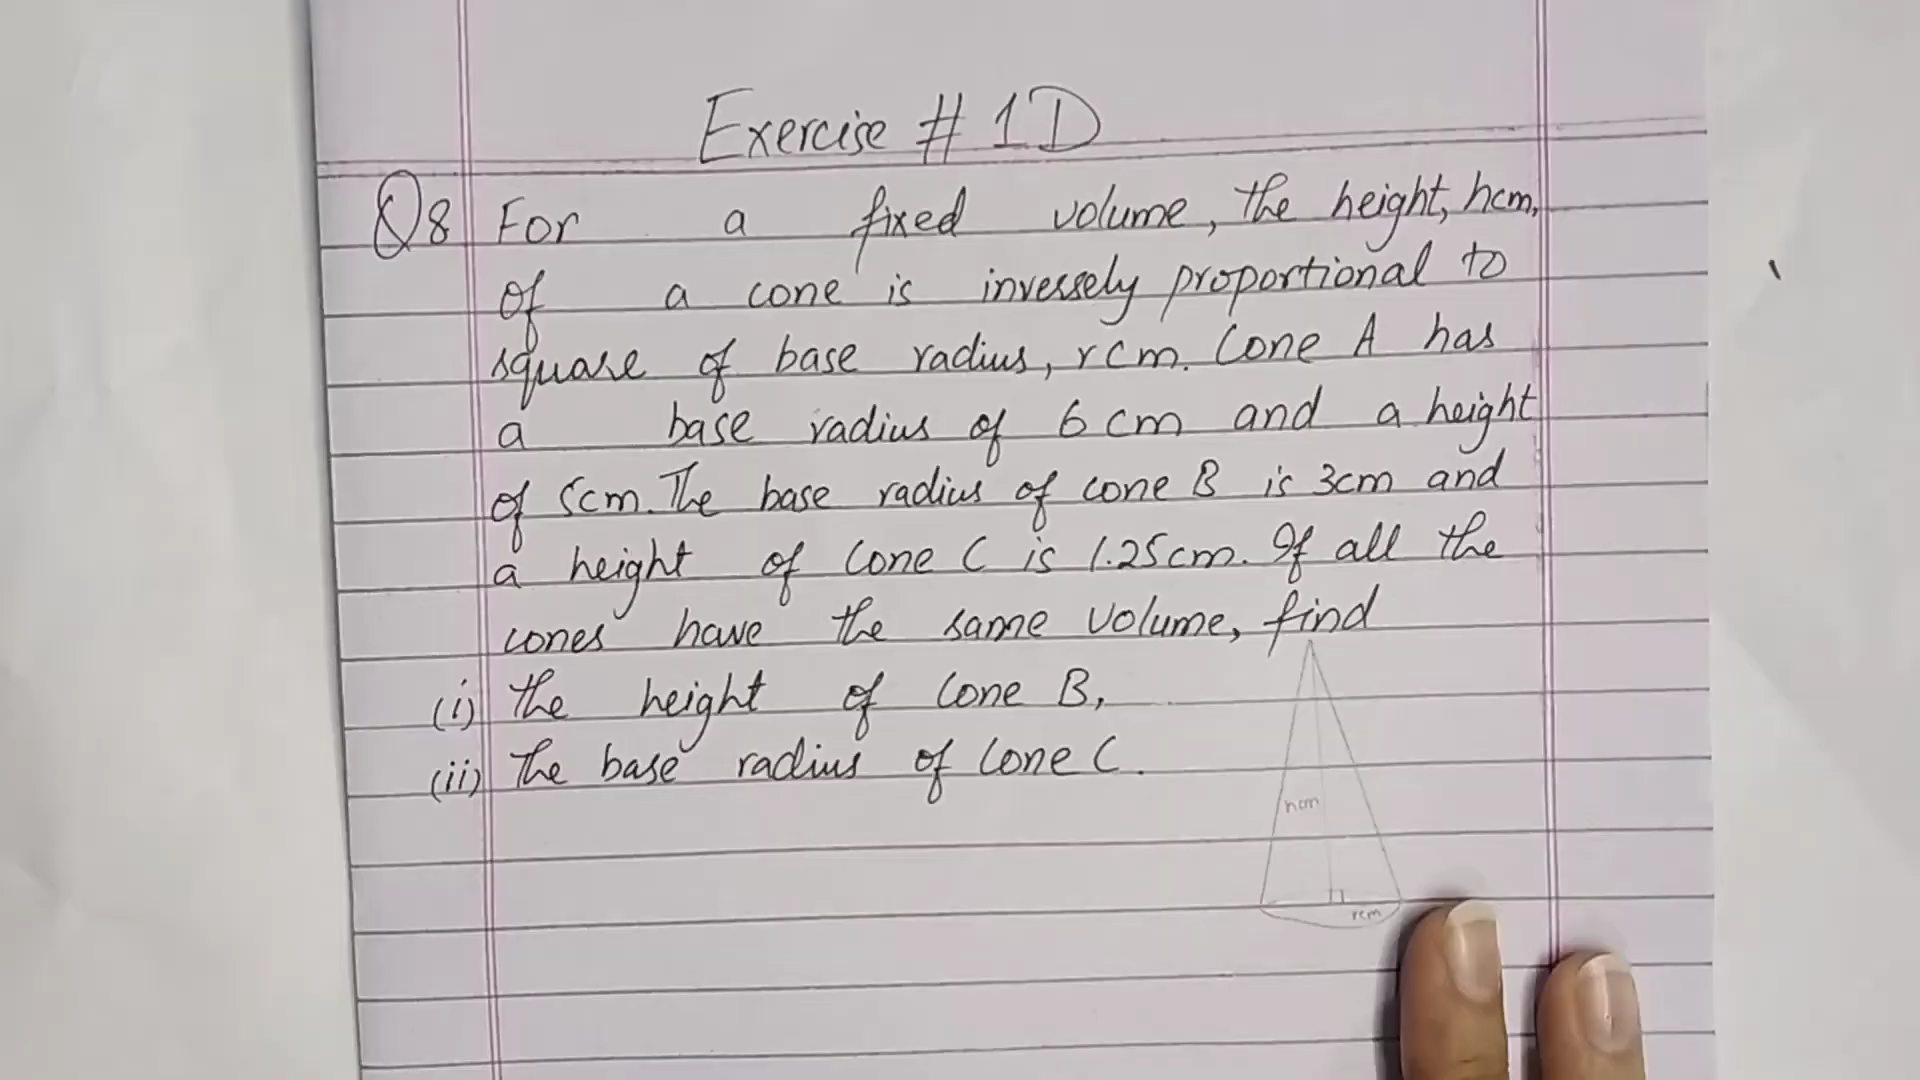 Exercise # 1D
Q8 For a fixed volume, the height, hcm,
of a cone is inversely proportional to
square of base radius, rcm. Cone A has
a base radius of 6 cm and a height
of 5cm. The base radius of cone B is 3cm and
a height of Cone C is 1.25cm. If all the
cones have the same volume, find
(i) the height of Cone B,
(ii) The base radius of Cone C.
hcm
rcm